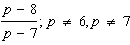 p − 8
p − 7 ; p ≠ 6, p ≠ 7